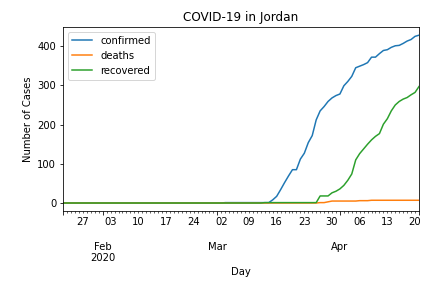 COVID-19 in Jordan
confirmed
deaths
recovered
Number of Cases
400
300
200
100
0
27 03 10 17 24 02 09 16 23 30 06 13 20
Feb Mar Apr
2020
Day